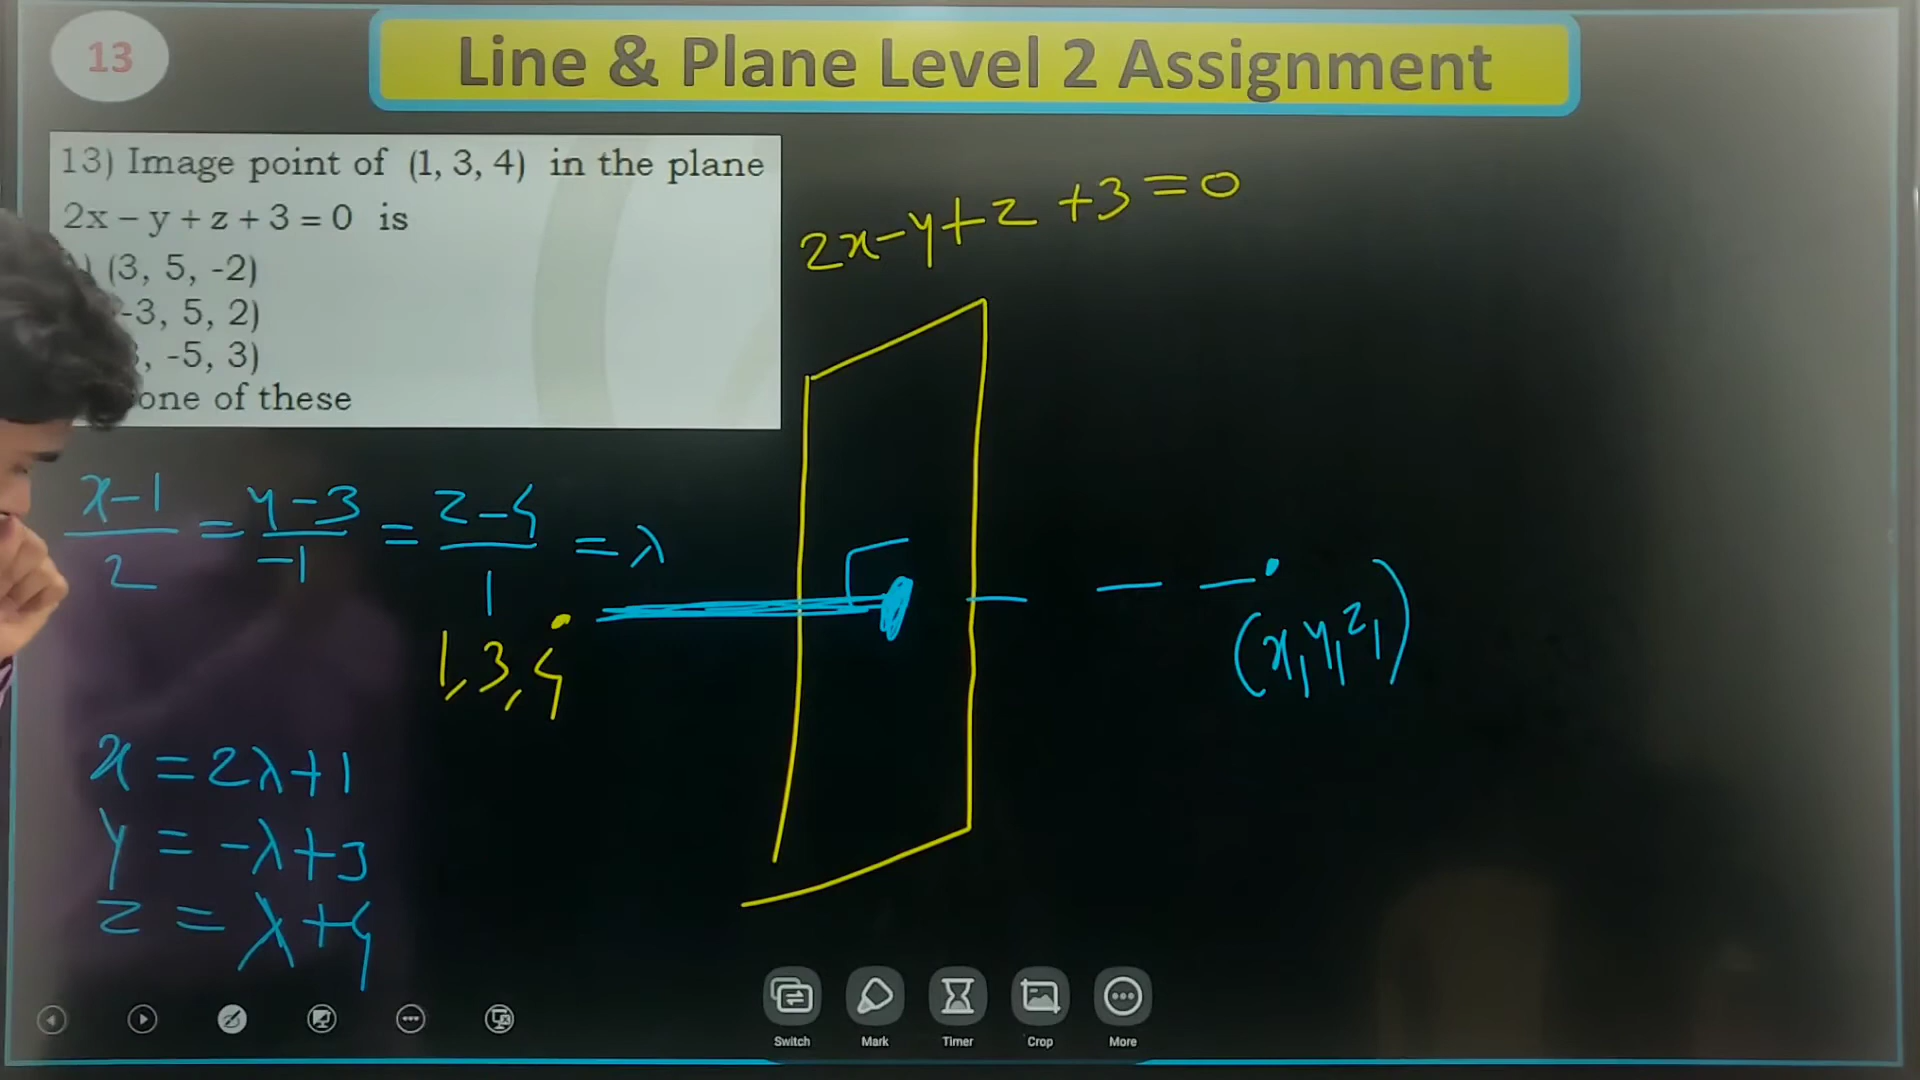 13
Line & Plane Level 2 Assignment
13) Image point of (1, 3, 4) in the plane
2x – y + z + 3 = 0 is
(3, 5, -2)
-3, 5, 2)
, -5, 3)
one of these
2x-y+z+3=0
x-1/2 = y-3/-1 = z-4/1 = λ
1,3,4
(x₁,y₁,z₁)
x=2λ+1
y=-λ+3
z=λ+4
Switch
Mark
Timer
Crop
More